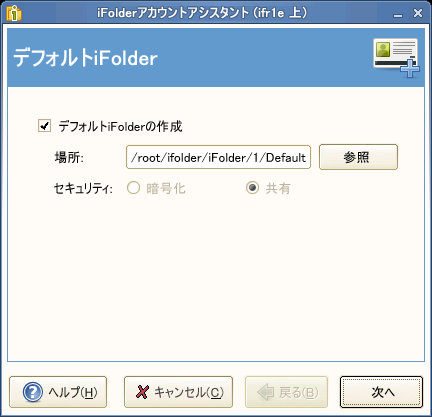 iFolderアカウントアシスタント (ifr1e 上)
デフォルトiFolder
デフォルトiFolderの作成
場所: /root/ifolder/iFolder/1/Default 参照
セキュリティ: 暗号化 共有
ヘルプ(H) キャンセル(C) 戻る(B) 次へ